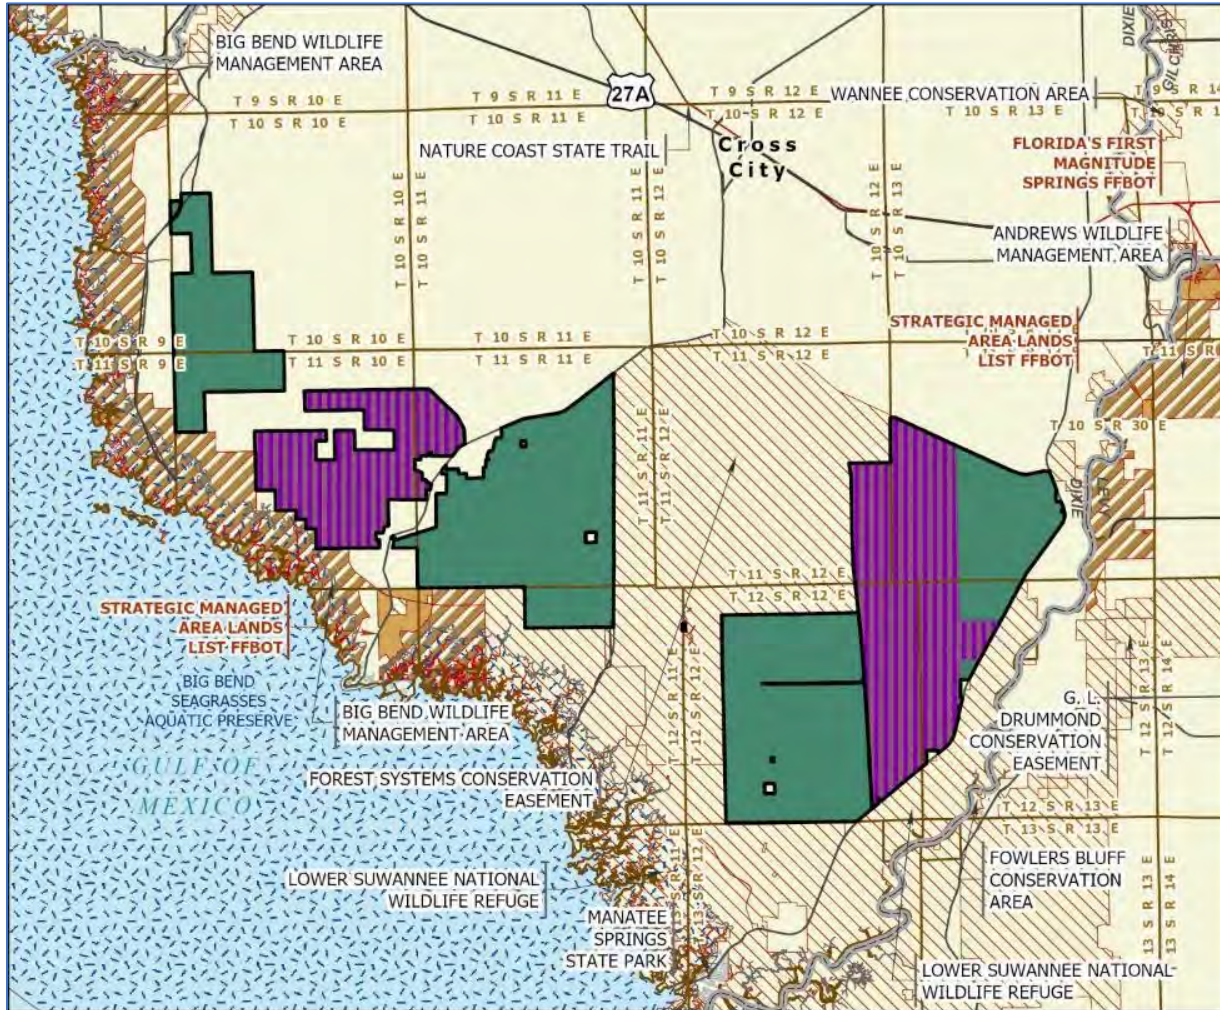 BIG BEND WILDLIFE
MANAGEMENT AREA
27A
T 9 S R 10 E
T 10 S R 10 E
T 9 S R 11 E
T 10 S R 11 E
T 9 S R 12 E
T 10 S R 12 E
WANNEE CONSERVATION AREA
T 9 S R 14
T 10 S R 13 E
DIXIE
GILCHRIST
NATURE COAST STATE TRAIL
Cross
City
FLORIDA'S FIRST
MAGNITUDE
SPRINGS FFBOT
T 10 S R 10 E
T 10 S R 11 E
T 10 S R 11 E
T 10 S R 12 E
T 10 S R 12 E
T 10 S R 13 E
ANDREWS WILDLIFE
MANAGEMENT AREA
STRATEGIC MANAGED
AREA LANDS
LIST FFBOT
T 10 S R 9 E
T 11 S R 9 E
T 10 S R 10 E
T 11 S R 10 E
T 10 S R 11 E
T 11 S R 11 E
T 10 S R 12 E
T 11 S R 12 E
T 11 S R
T 10 S R 30 E
T 11 S R 11 E
T 11 S R 12 E
DIXIE
LEVY
T 11 S R 12 E
T 12 S R 12 E
STRATEGIC MANAGED
AREA LANDS
LIST FFBOT
BIG BEND
SEAGRASSES
AQUATIC PRESERVE
BIG BEND WILDLIFE
MANAGEMENT AREA
GULF OF
MEXICO
T 12 S R 11 E
T 12 S R 12 E
T 12 S R 13 E
T 12 S R 14 E
G. L.
DRUMMOND
CONSERVATION
EASEMENT
FOREST SYSTEMS CONSERVATION
EASEMENT
T 12 S R 13 E
T 13 S R 13 E
LOWER SUWANNEE NATIONAL
WILDLIFE REFUGE
FOWLERS BLUFF
CONSERVATION
AREA
MANATEE
SPRINGS
STATE PARK
T 13 S R 11 E
T 13 S R 12 E
13 S R 13 E
13 S R 14 E
LOWER SUWANNEE NATIONAL
WILDLIFE REFUGE